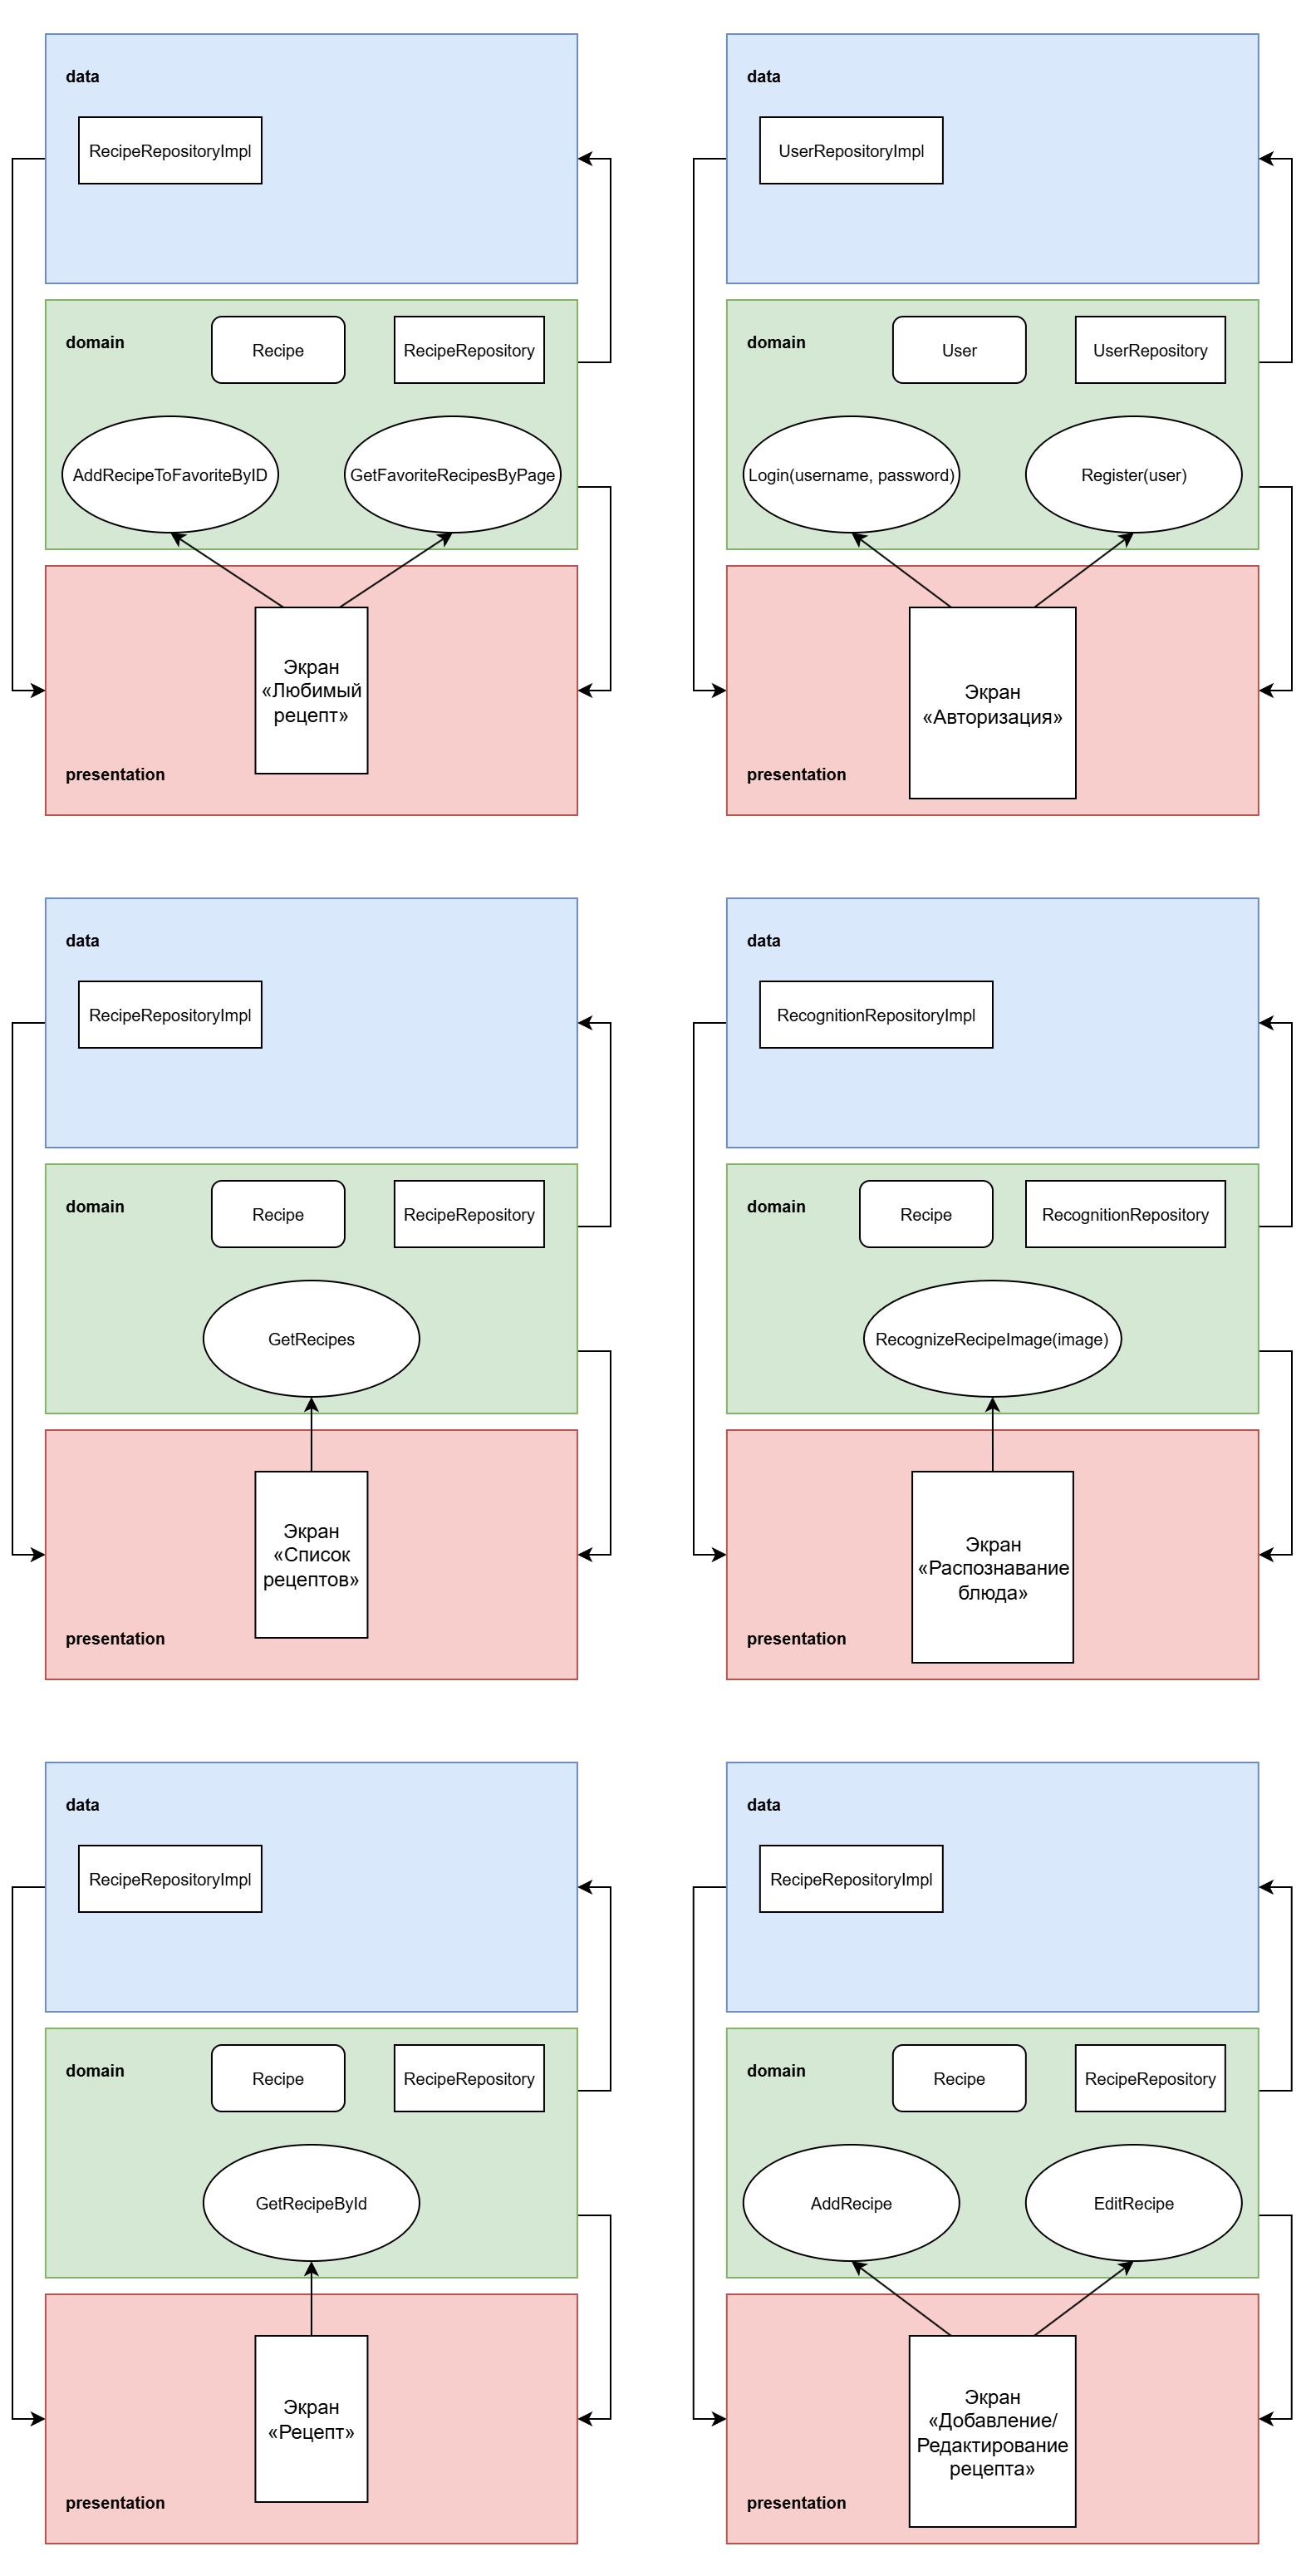 data
RecipeRepositoryImpl
domain
Recipe
RecipeRepository
AddRecipeToFavoriteByID
GetFavoriteRecipesByPage
Экран
«Любимый
рецепт»
presentation
data
UserRepositoryImpl
domain
User
UserRepository
Login(username, password)
Register(user)
Экран
«Авторизация»
presentation
data
RecipeRepositoryImpl
domain
Recipe
RecipeRepository
GetRecipes
Экран
«Список
рецептов»
presentation
data
RecognitionRepositoryImpl
domain
Recipe
RecognitionRepository
RecognizeRecipeImage(image)
Экран
«Распознавание
блюда»
presentation
data
RecipeRepositoryImpl
domain
Recipe
RecipeRepository
GetRecipeById
Экран
«Рецепт»
presentation
data
RecipeRepositoryImpl
domain
Recipe
RecipeRepository
AddRecipe
EditRecipe
Экран
«Добавление/
Редактирование
рецепта»
presentation